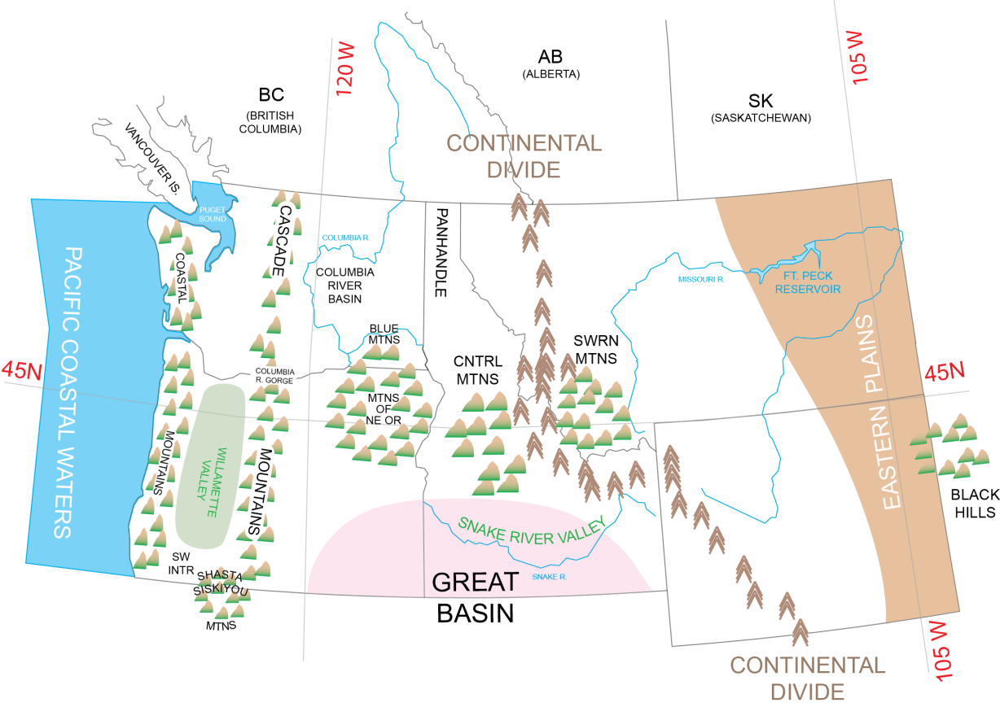 120 W
105 W
AB
(ALBERTA)
BC
(BRITISH
COLUMBIA)
SK
(SASKATCHEWAN)
VANCOUVER IS.
CONTINENTAL
DIVIDE
PUGET
SOUND
CASCADE
PANHANDLE
COLUMBIA R.
COLUMBIA
RIVER
BASIN
COASTAL
PACIFIC COASTAL WATERS
MISSOURI R.
FT. PECK
RESERVOIR
BLUE
MTNS
SWRN
MTNS
CNTRL
MTNS
45N
COLUMBIA
R. GORGE
EASTERN PLAINS
45N
MTNS
OF
NE OR
MOUNTAINS
WILLAMETTE
VALLEY
MOUNTAINS
BLACK
HILLS
SNAKE RIVER VALLEY
SW
INTR
SHASTA
SISKIYOU
MTNS
SNAKE R.
GREAT
BASIN
105 W
CONTINENTAL
DIVIDE